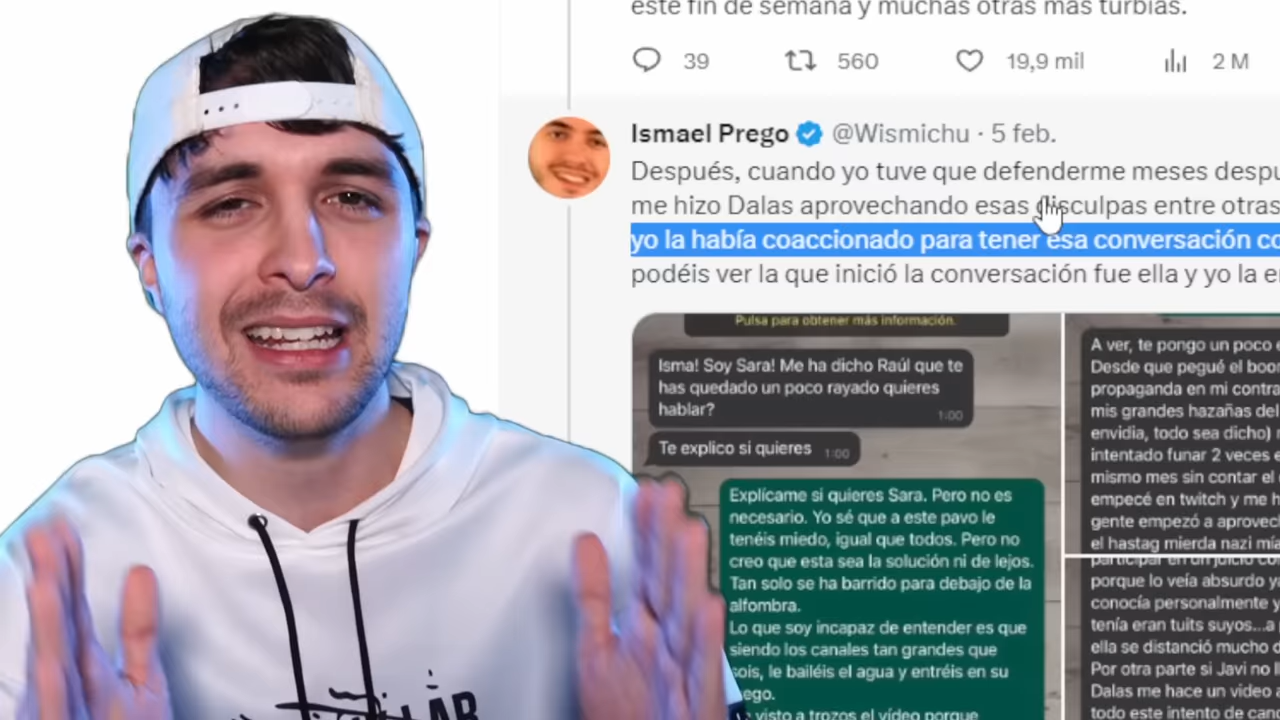 este fin de semana y muchas otras más turbias.
39 560 19,9 mil 2 M
Ismael Prego @Wismichu · 5 feb.
Después, cuando yo tuve que defenderme meses despu
me hizo Dalas aprovechando esas disculpas entre otras
yo la había coaccionado para tener esa conversación co
podéis ver la que inició la conversación fue ella y yo la e
Pulsa para obtener más información.
Isma! Soy Sara! Me ha dicho Raúl que te
has quedado un poco rayado quieres
hablar?
1:00
Te explico si quieres 1:00
Explícame si quieres Sara. Pero no es
necesario. Yo sé que a este pavo le
tenéis miedo, igual que todos. Pero no
creo que esta sea la solución ni de lejos.
Tan solo se ha barrido para debajo de la
alfombra.
Lo que soy incapaz de entender es que
siendo los canales tan grandes que
sois, le bailéis el agua y entréis en su
ego.
visto a trozos el vídeo porque
A ver, te pongo un poco e
Desde que pegué el boo
propaganda en mi contra
mis grandes hazañas del
envidia, todo sea dicho)
intentado funar 2 veces e
mismo mes sin contar el
empecé en twitch y me h
gente empezó a aprovec
el hastag mierda nazi mía
participar en un juicio con
porque lo veía absurdo ya
conocía personalmente y
tenía eran tuits suyos...a
ella se distanció mucho d
Por otra parte si Javi no l
Dalas me hace un video a
todo este intento de canc
LAR